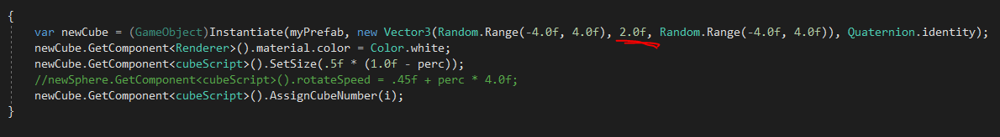 {
var newCube = (GameObject)Instantiate(myPrefab, new Vector3(Random.Range(-4.0f, 4.0f), 2.0f, Random.Range(-4.0f, 4.0f)), Quaternion.identity);
newCube.GetComponent<Renderer>().material.color = Color.white;
newCube.GetComponent<cubeScript>().SetSize(.5f * (1.0f - perc));
//newSphere.GetComponent<cubeScript>().rotateSpeed = .45f + perc * 4.0f;
newCube.GetComponent<cubeScript>().AssignCubeNumber(i);
}